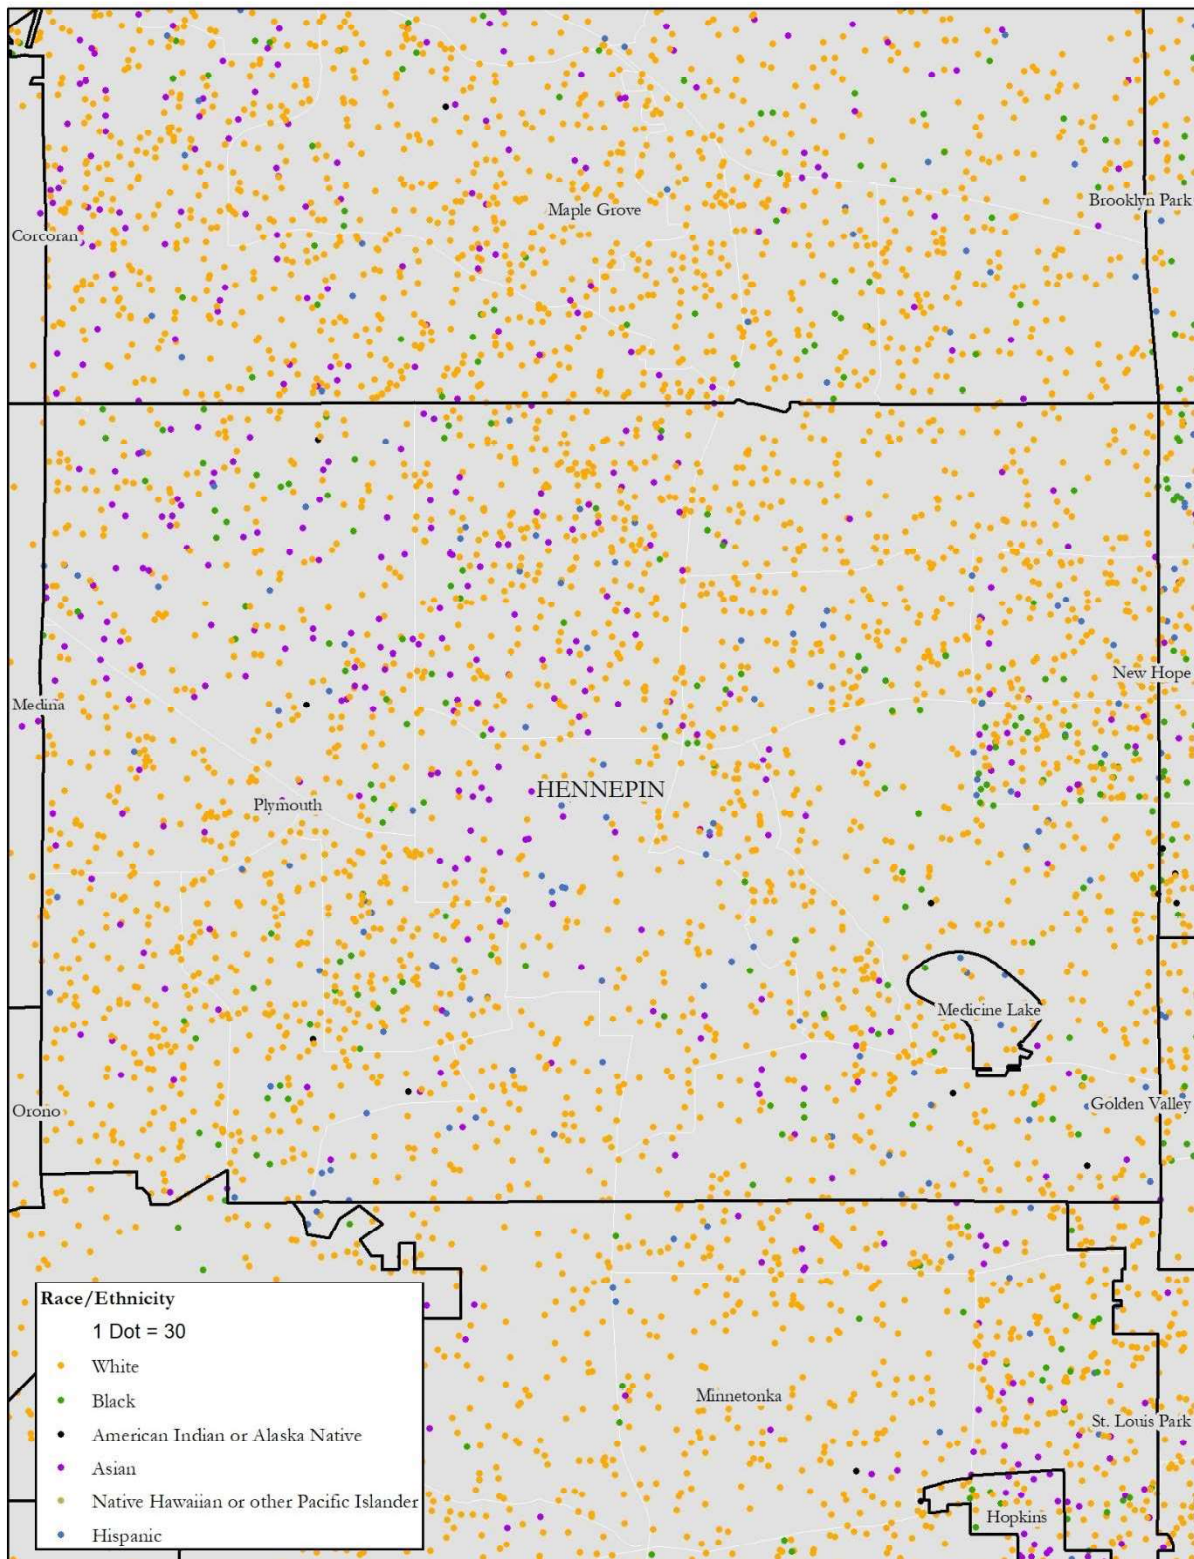 Maple Grove
Brooklyn Park
Corcoran
New Hope
Medina
HENNEPIN
Plymouth
Medicine Lake
Orono
Golden Valley
Race/Ethnicity
1 Dot = 30
White
Black
American Indian or Alaska Native
Asian
Native Hawaiian or other Pacific Islander
Hispanic
Minnetonka
St. Louis Park
Hopkins